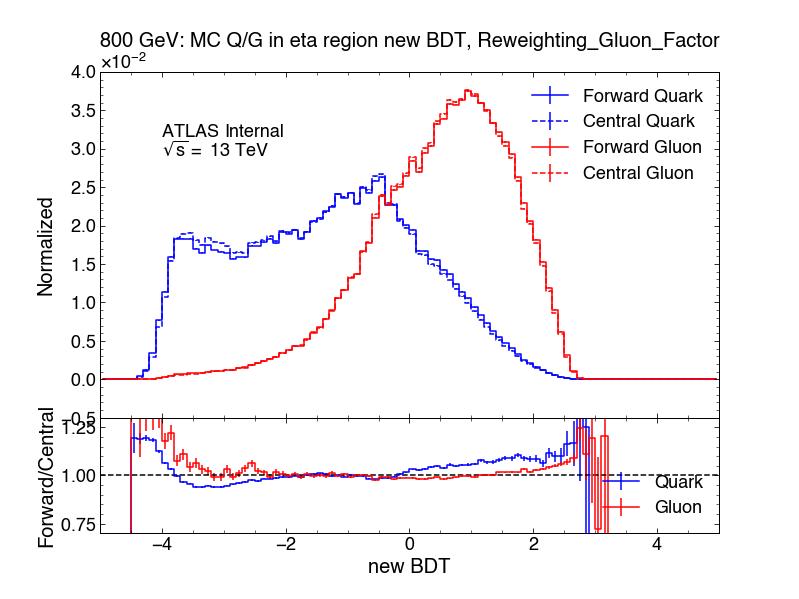 800 GeV: MC Q/G in eta region new BDT, Reweighting_Gluon_Factor
×10⁻²
4.0
3.5
3.0
2.5
2.0
1.5
1.0
0.5
0.0
−0.5
Normalized
ATLAS Internal
√s = 13 TeV
Forward Quark
Central Quark
Forward Gluon
Central Gluon
1.25
1.00
0.75
Forward/Central
Quark
Gluon
−4 −2 0 2 4
new BDT